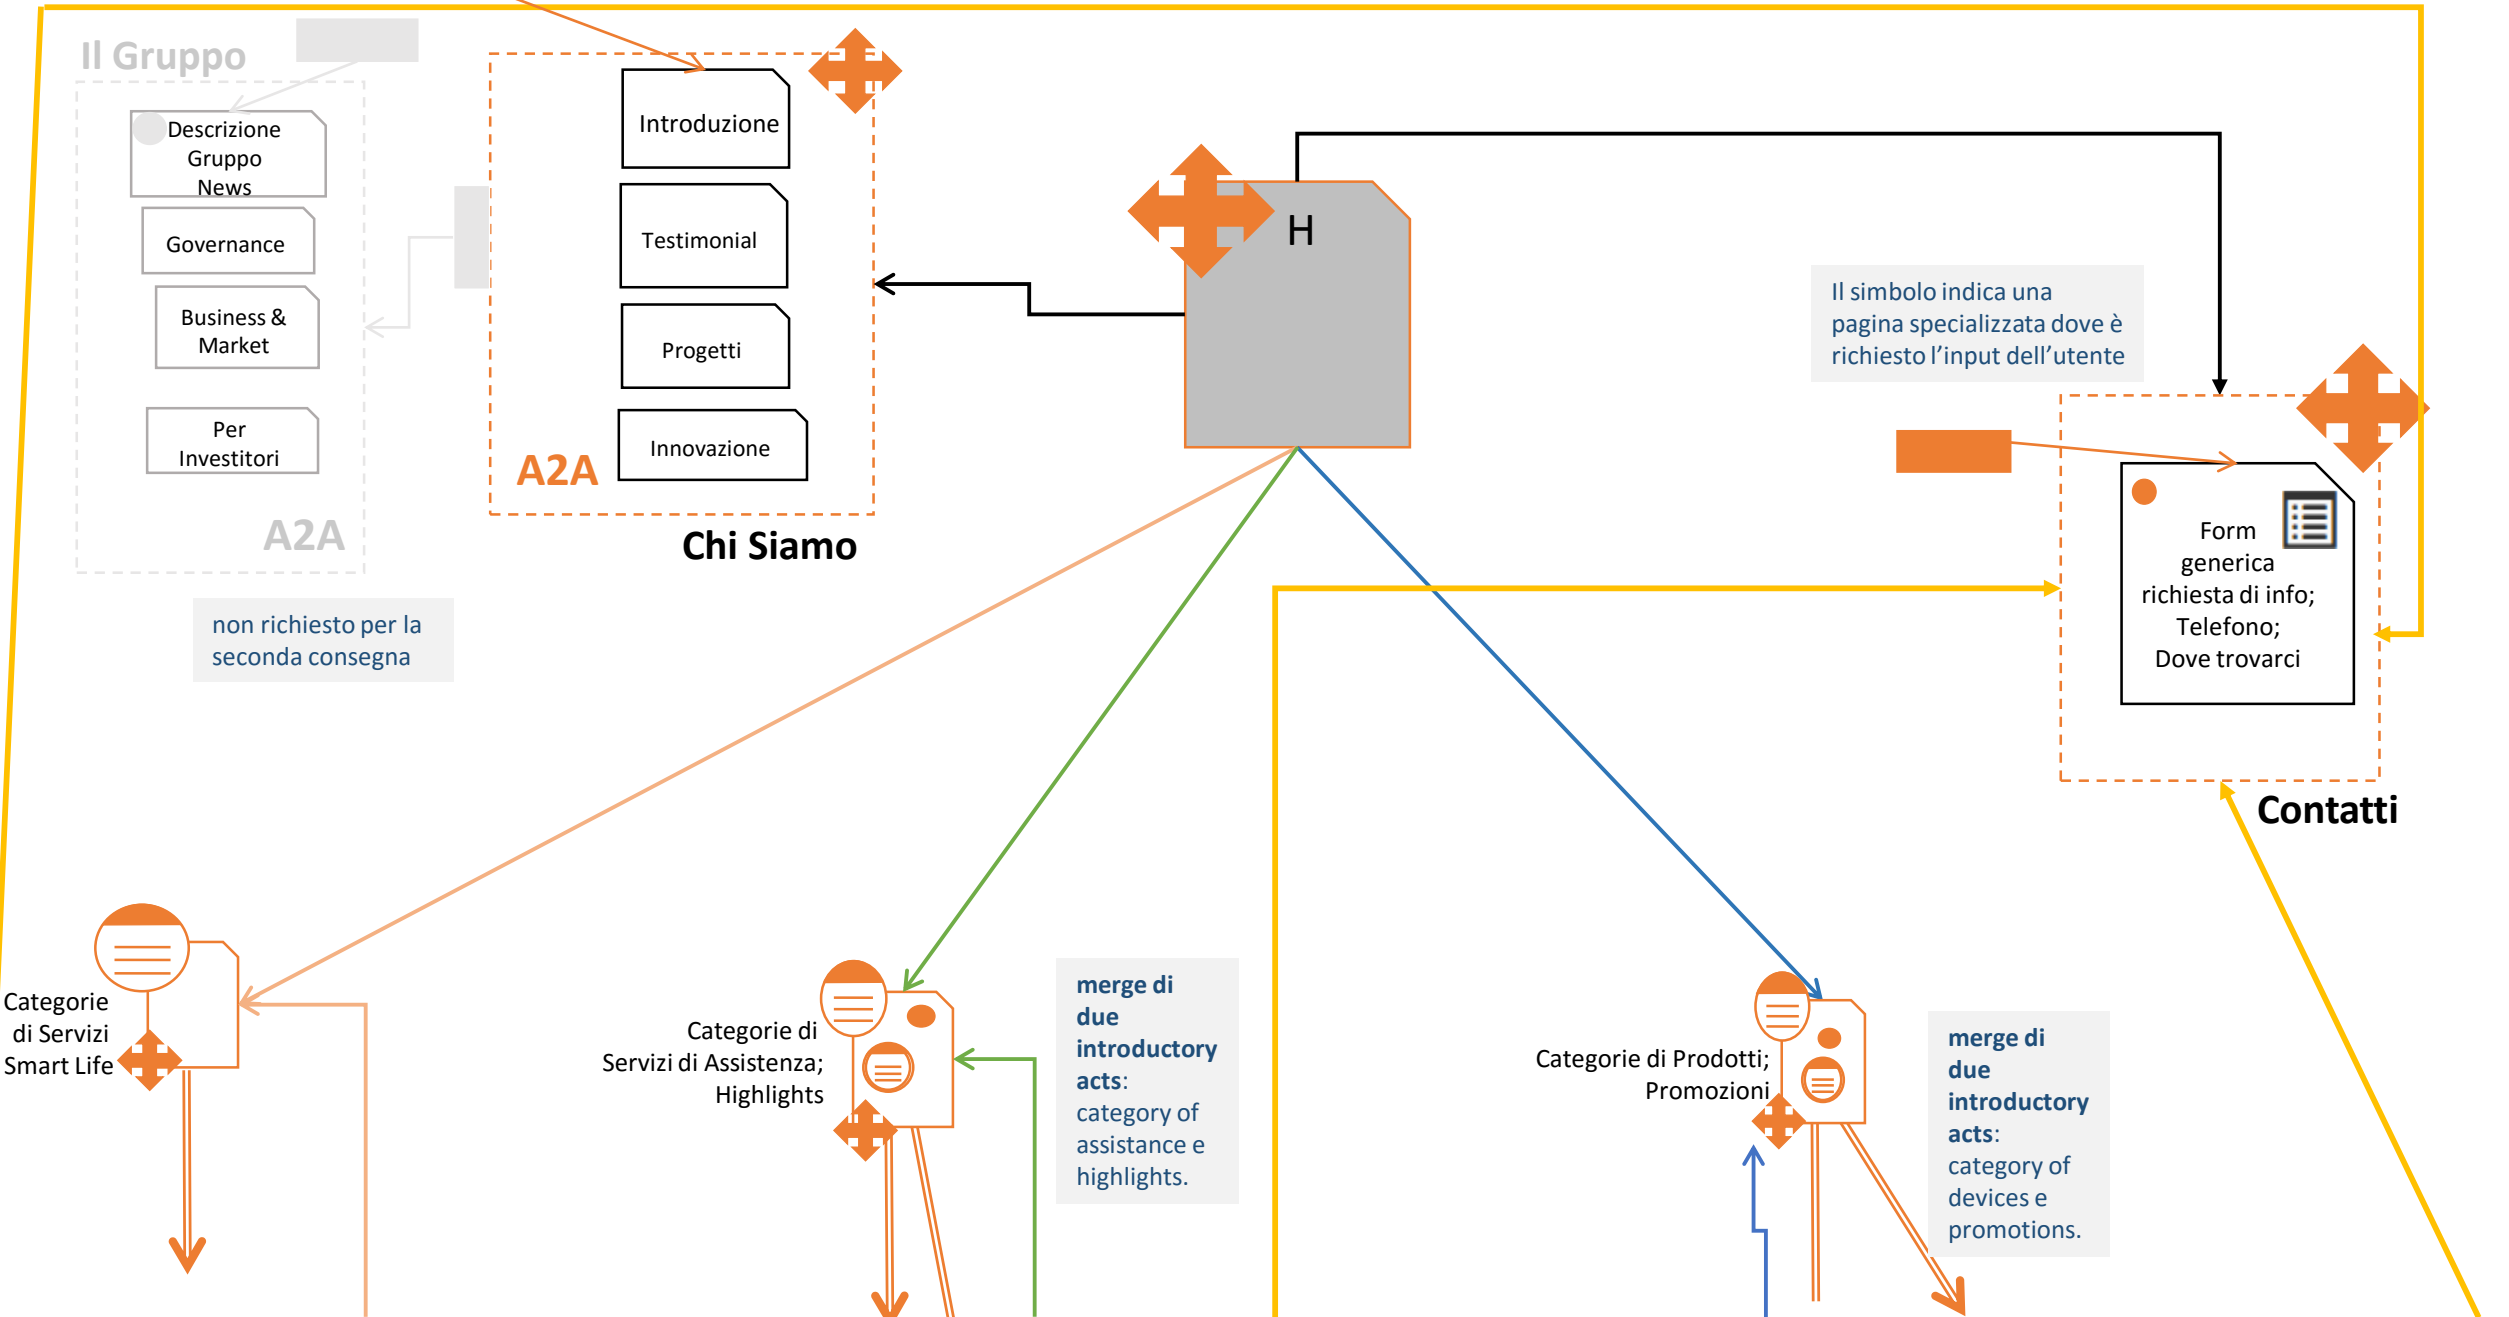 Il Gruppo
Descrizione
Gruppo
News
Governance
Business &
Market
Per
Investitori
A2A
non richiesto per la
seconda consegna
Introduzione
Testimonial
Progetti
Innovazione
A2A
Chi Siamo
H
Il simbolo indica una
pagina specializzata dove è
richiesto l’input dell’utente
Form
generica
richiesta di info;
Telefono;
Dove trovarci
Contatti
Categorie
di Servizi
Smart Life
Categorie di
Servizi di Assistenza;
Highlights
merge di
due
introductory
acts:
category of
assistance e
highlights.
Categorie di Prodotti;
Promozioni
merge di
due
introductory
acts:
category of
devices e
promotions.